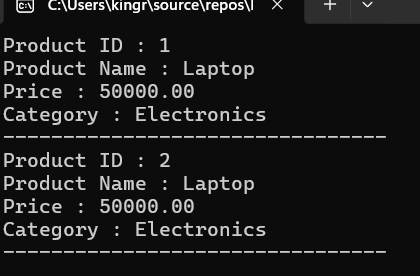 C:\Users\kingr\source\repos\
Product ID : 1
Product Name : Laptop
Price : 50000.00
Category : Electronics
--------------------------------
Product ID : 2
Product Name : Laptop
Price : 50000.00
Category : Electronics
--------------------------------